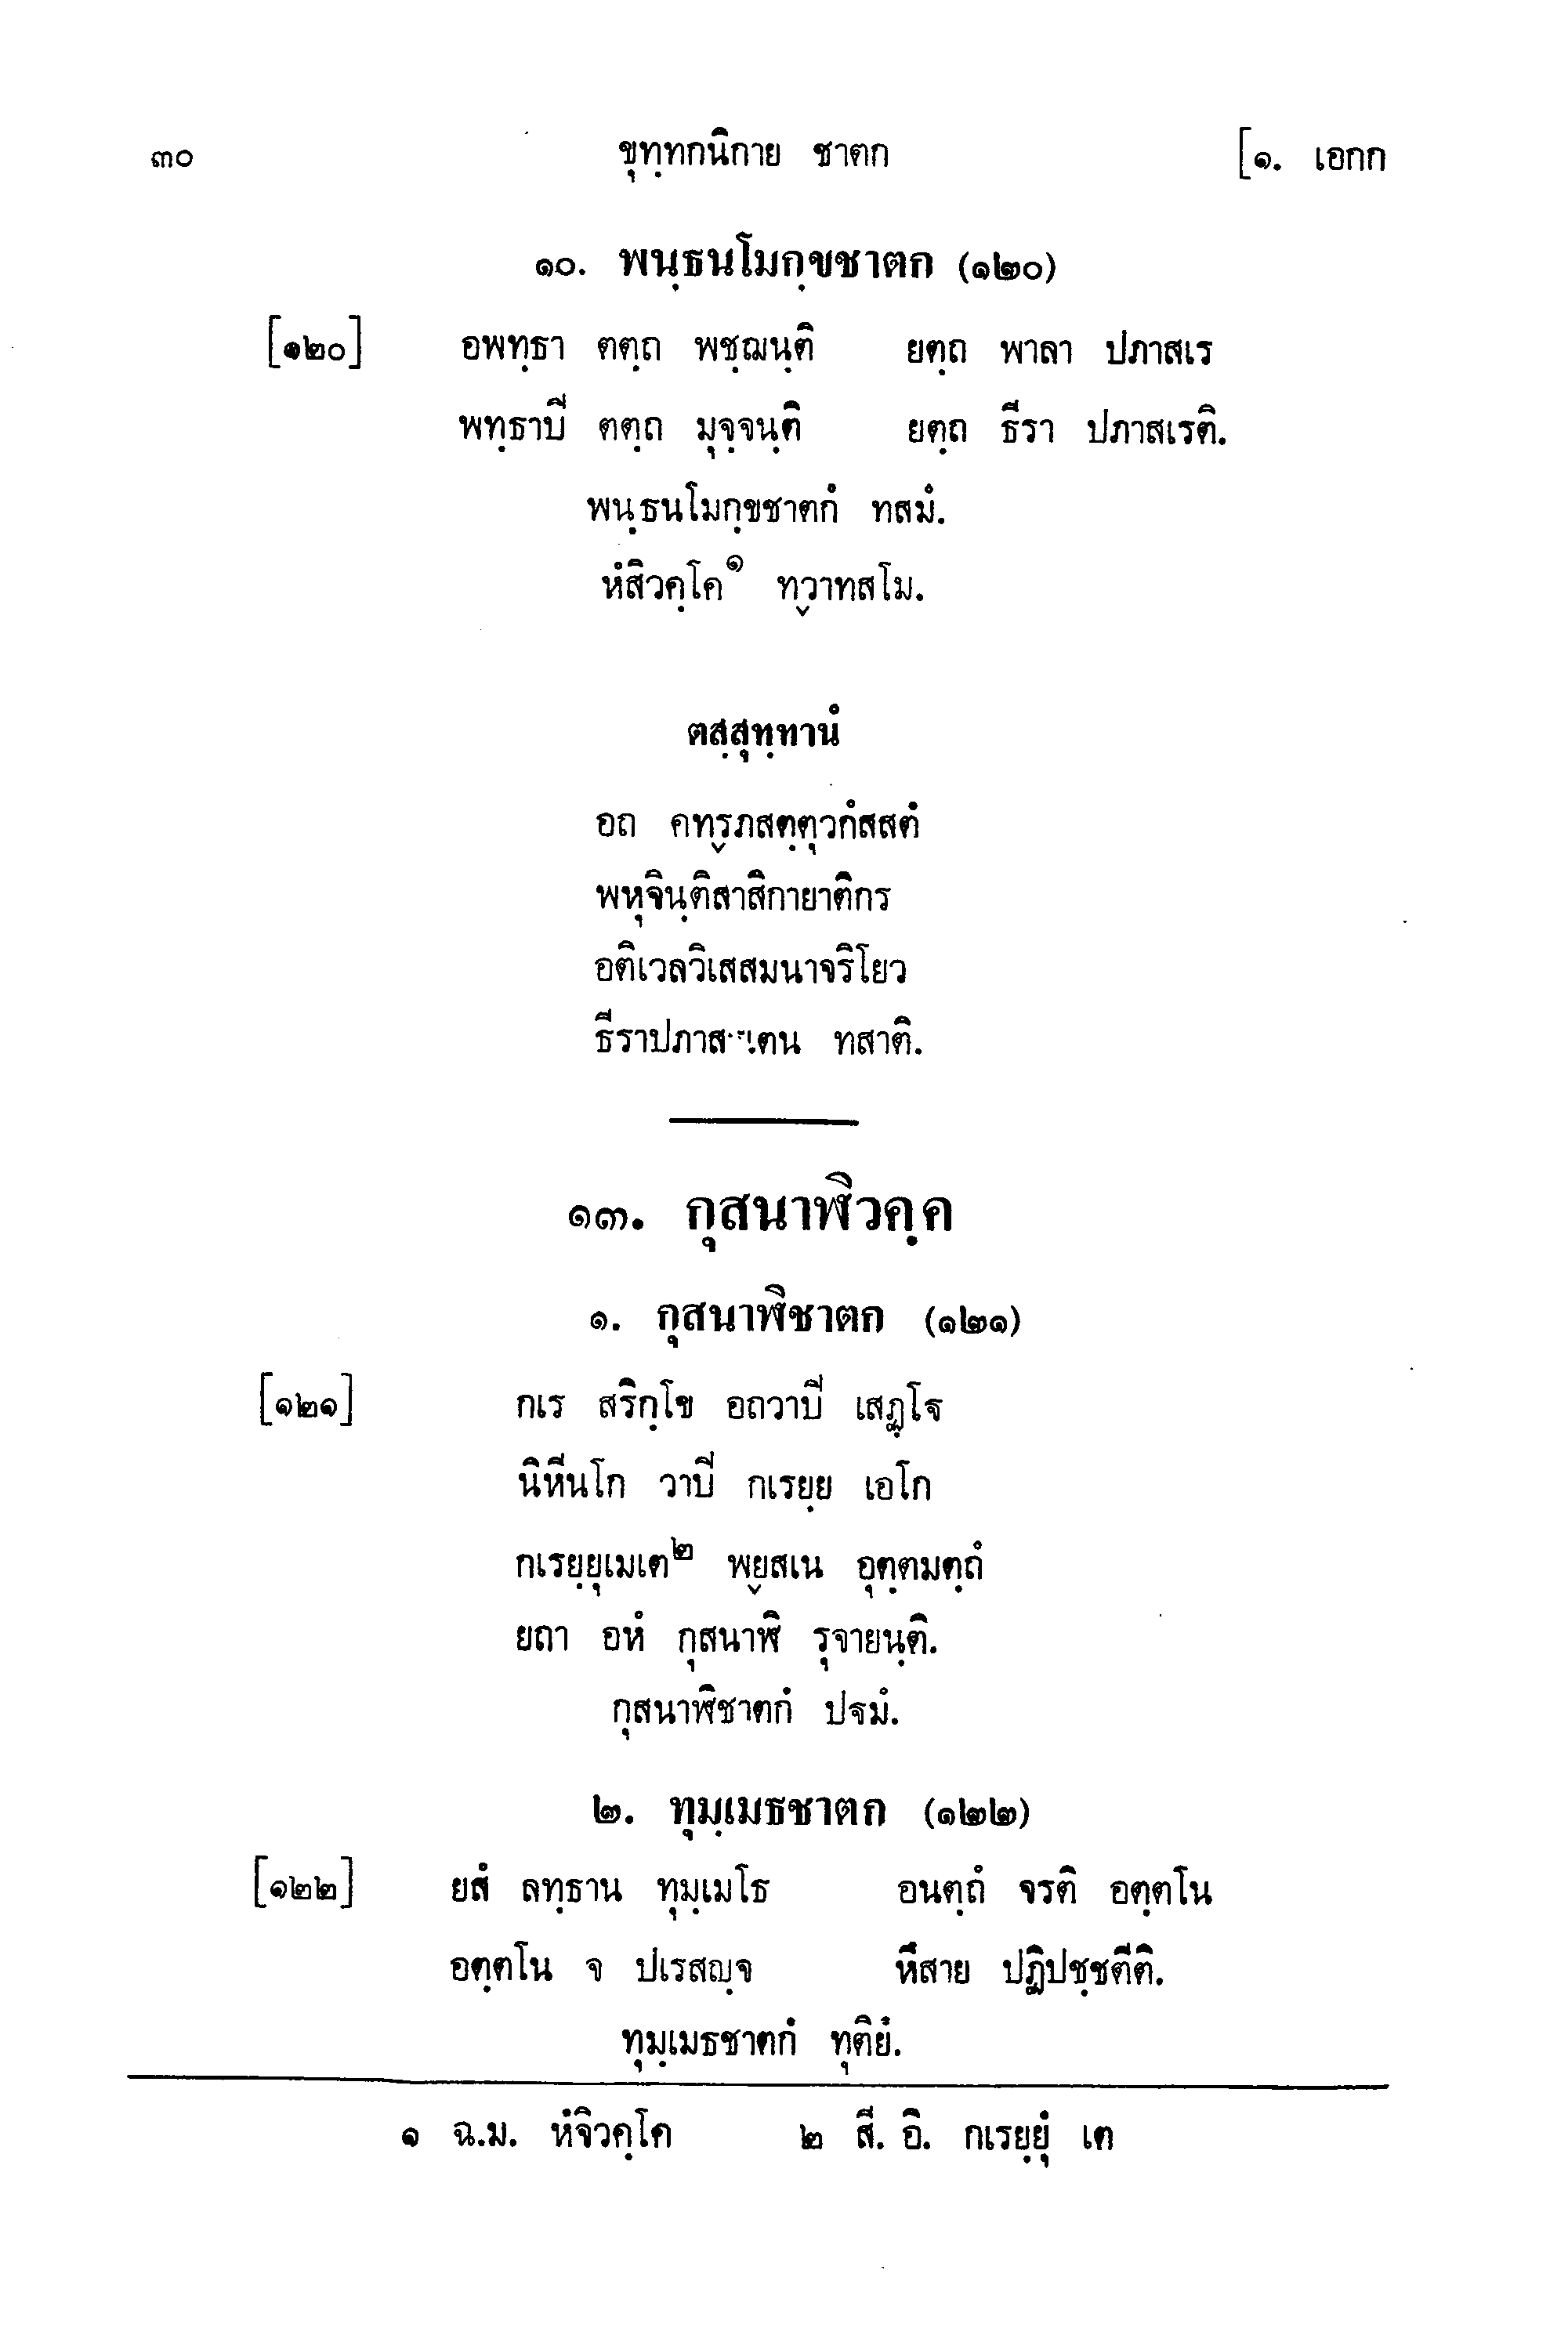 ๓๐ ขุทฺทกนิกาย ชาตก [๑. เอกก
๑๐. พนฺธนโมกฺขชาตก (๑๒๐)
[๑๒๐] อพทฺธา ตตฺถ พชฺฌนฺติ ยตฺถ พาลา ปภาสเร
พทฺธาปิ ตตฺถ มุจฺจนฺติ ยตฺถ ธีรา ปภาสเรติ.
พนฺธนโมกฺขชาตกํ ทสมํ.
หํสิวคฺโค๑ ทฺวาทสโม.
ตสฺสุทฺทานํ
อถ คทฺรภสตฺตุวกํสสตํ
พหุจินฺติสาสิกายาติกร
อติเวลวิเสสมนาจริโยว
ธีราปภาส เตน ทสาติ.
๑๓. กุสนาฬิวคฺค
๑. กุสนาฬิชาตก (๑๒๑)
[๑๒๑] กเร สริกฺโข อถวาปิ เสฏฺโฐ
นิหีนโก วาปิ กเรยฺย เอโก
กเรยฺยุเมเต๒ พฺยสเน อุตฺตมตฺถํ
ยถา อหํ กุสนาฬิ รุจายนฺติ.
กุสนาฬิชาตกํ ปฐมํ.
๒. ทุมฺเมธชาตก (๑๒๒)
[๑๒๒] ยสํ ลทฺธาน ทุมฺเมโธ อนตฺถํ จรติ อตฺตโน
อตฺตโน จ ปเรสญฺจ หึสาย ปฏิปชฺชตีติ.
ทุมฺเมธชาตกํ ทุติยํ.
๑ ฉ.ม. หํจิวคฺโค ๒ สี. อิ. กเรยฺยุํ เต